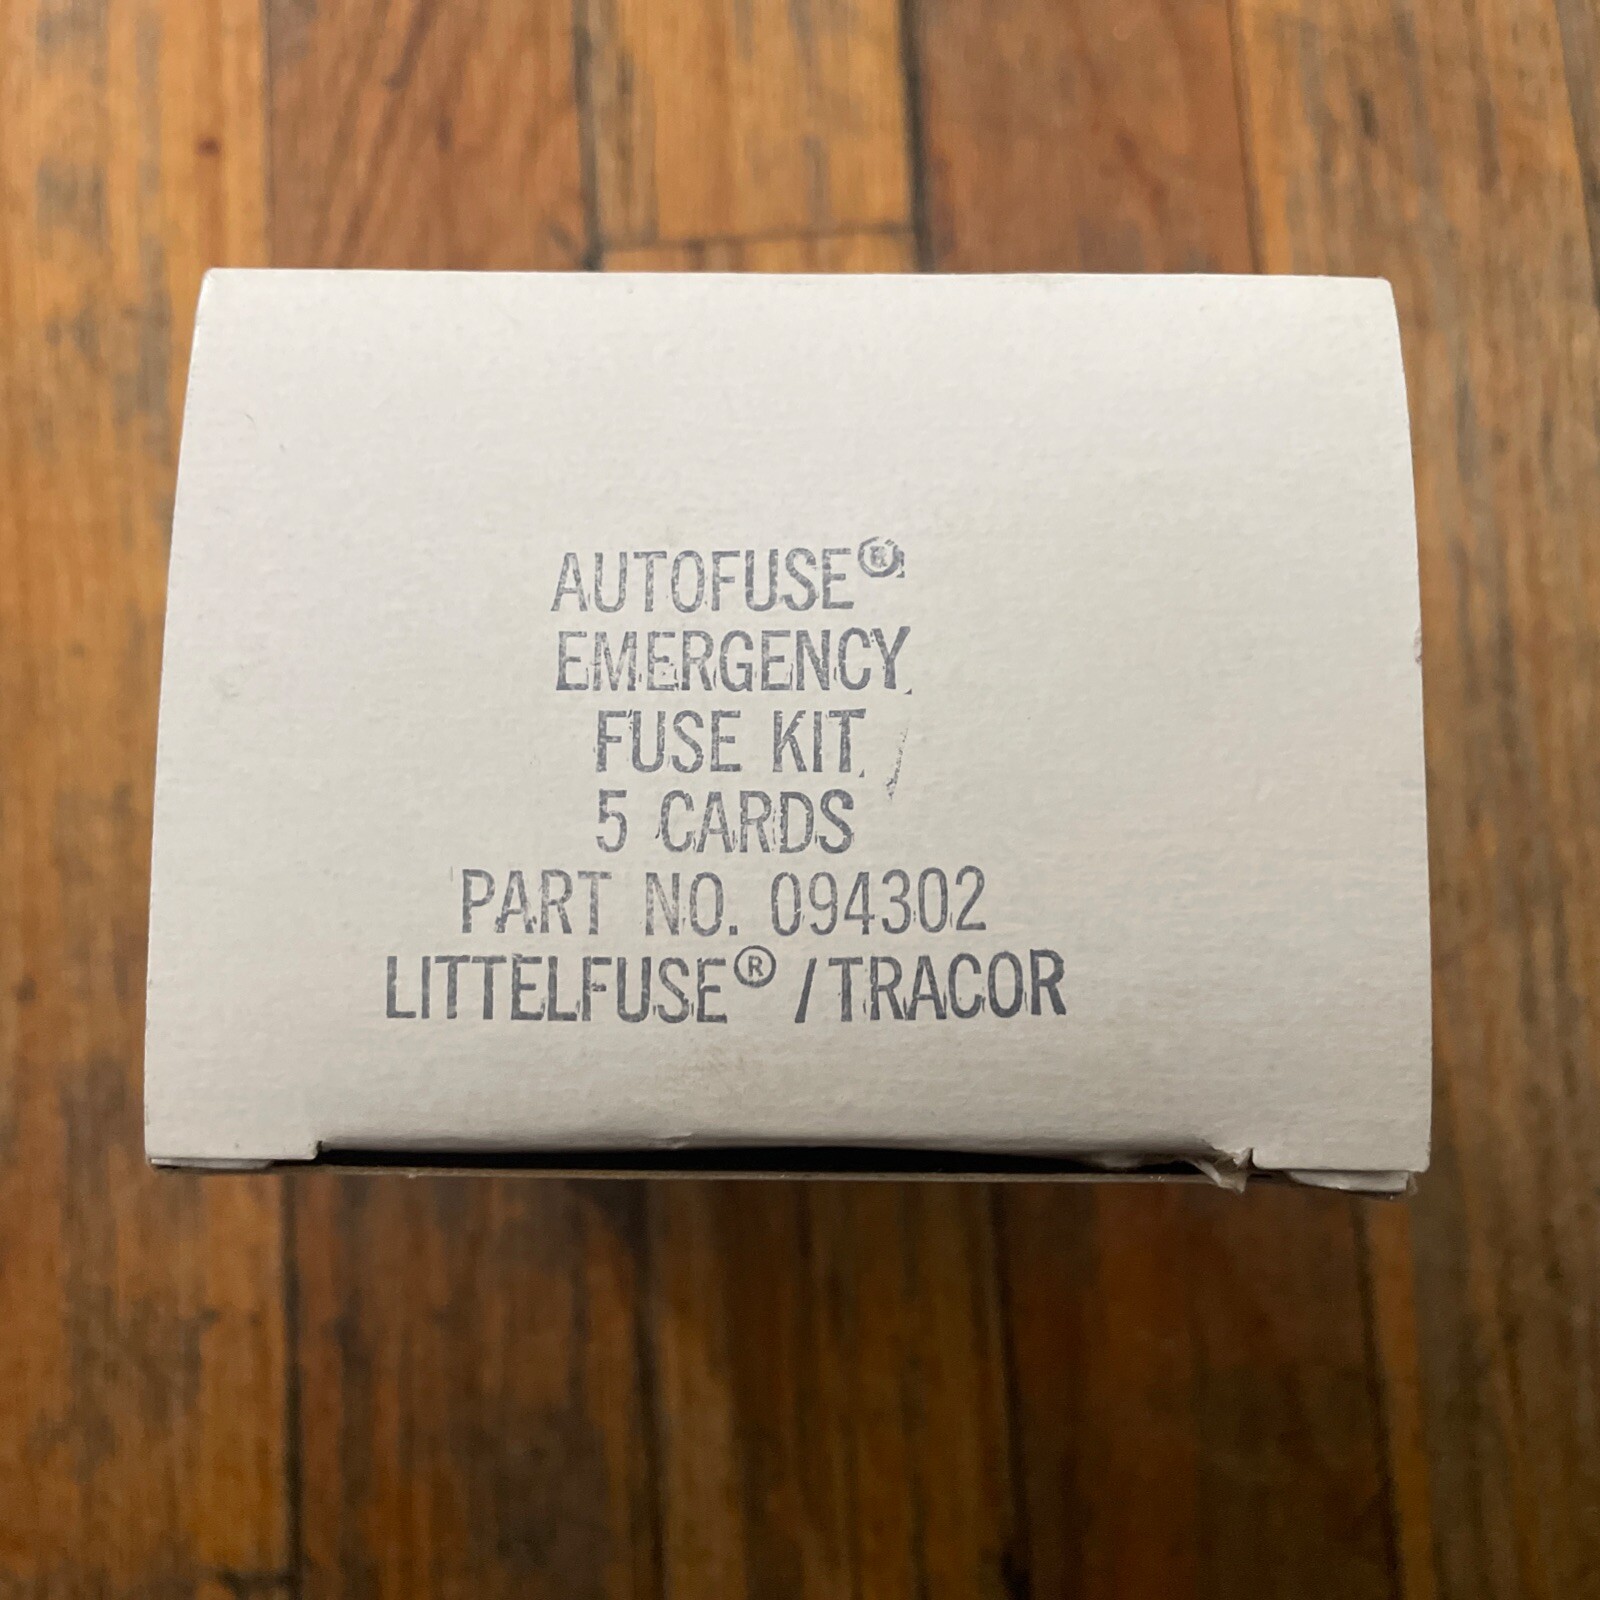 AUTOFUSE®
EMERGENCY
FUSE KIT
5 CARDS
PART NO. 094302
LITTELFUSE® / TRACOR